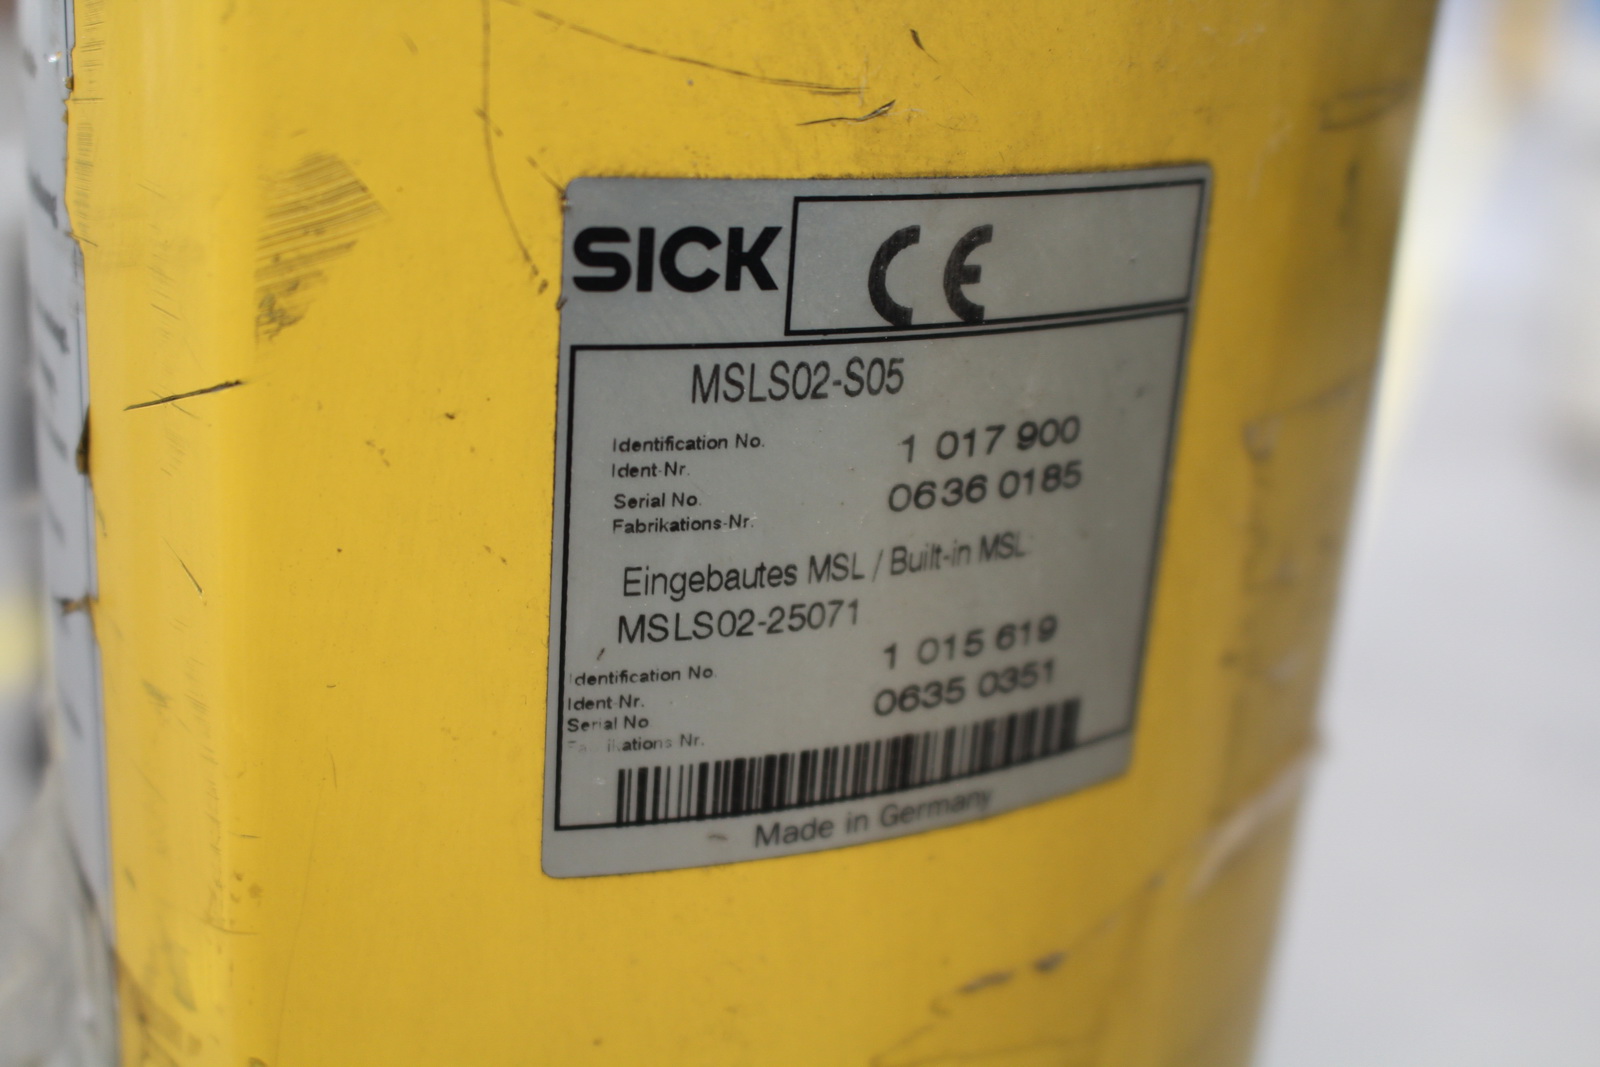 SICK CE
MSLS02-S05
Identification No. 1 017 900
Ident-Nr.
Serial No. 0636 0185
Fabrikations-Nr.
Eingebautes MSL / Built-in MSL
MSLS02-25071
Identification No. 1 015 619
Ident Nr.
Serial No 0635 0351
Fabrikations Nr.
Made in Germany